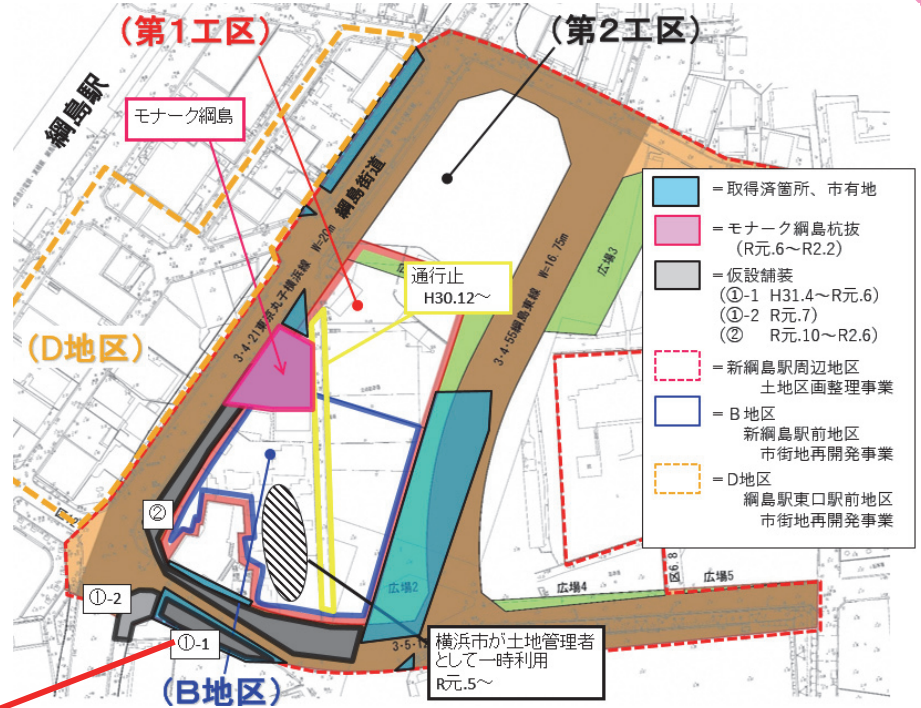 （第1工区）
（第2工区）
綱島駅
モナーク綱島
綱島街道
3・4・21東京丸子横浜線 W=20m
通行止
H30.12～
3・4・55綱島東線 W=16.75m
広場3
（D地区）
②
①-2
①-1
（B地区）
広場2
広場4
広場5
3・5・1
横浜市が土地管理者
として一時利用
R元.5～
＝取得済箇所、市有地
＝モナーク綱島杭抜
（R元.6～R2.2）
＝仮設舗装
（①-1 H31.4～R元.6）
（①-2 R元.7）
（② R元.10～R2.6）
＝新綱島駅周辺地区
土地区画整理事業
＝B地区
新綱島駅前地区
市街地再開発事業
＝D地区
綱島駅東口駅前地区
市街地再開発事業